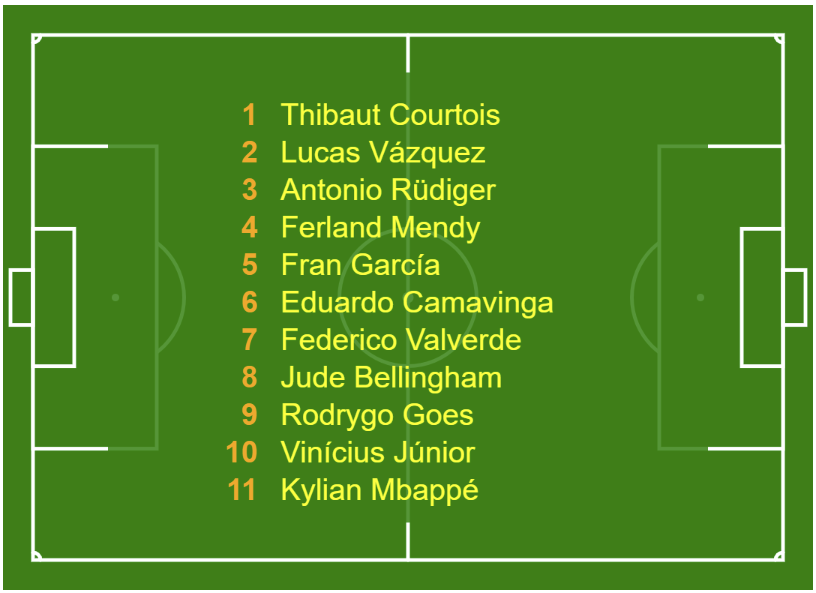 1 Thibaut Courtois
2 Lucas Vázquez
3 Antonio Rüdiger
4 Ferland Mendy
5 Fran García
6 Eduardo Camavinga
7 Federico Valverde
8 Jude Bellingham
9 Rodrygo Goes
10 Vinícius Júnior
11 Kylian Mbappé